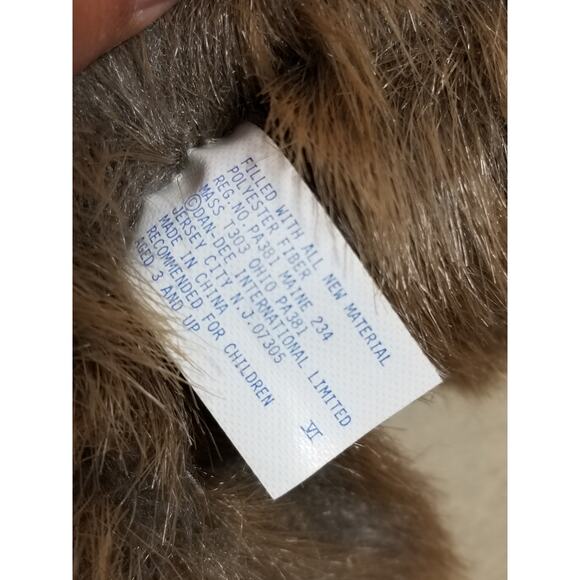 FILLED WITH ALL NEW MATERIAL
POLYESTER FIBER
REG.NO.PA381 MAINE 234
MASS T303 OHIO PA381
©DAN-DEE INTERNATIONAL LIMITED
JERSEY CITY N.J.07305
MADE IN CHINA
RECOMMENDED FOR CHILDREN
AGED 3 AND UP
VI